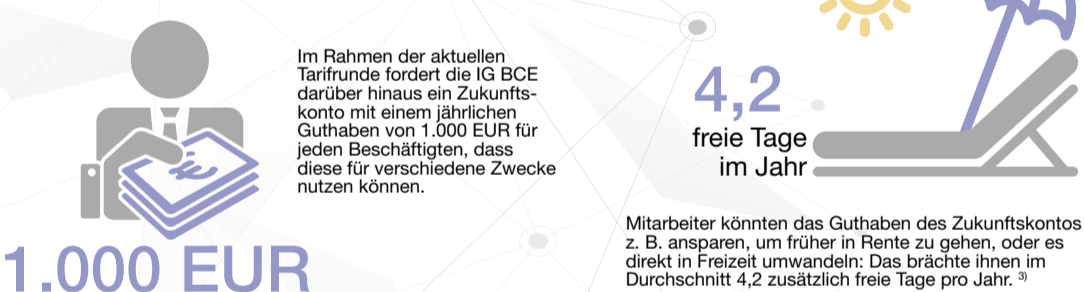 Im Rahmen der aktuellen
Tarifrunde fordert die IG BCE
darüber hinaus ein Zukunfts-
konto mit einem jährlichen
Guthaben von 1.000 EUR für
jeden Beschäftigten, dass
diese für verschiedene Zwecke
nutzen können.
1.000 EUR
4,2
freie Tage
im Jahr
Mitarbeiter könnten das Guthaben des Zukunftskontos
z. B. ansparen, um früher in Rente zu gehen, oder es
direkt in Freizeit umwandeln: Das brächte ihnen im
Durchschnitt 4,2 zusätzlich freie Tage pro Jahr. 3)